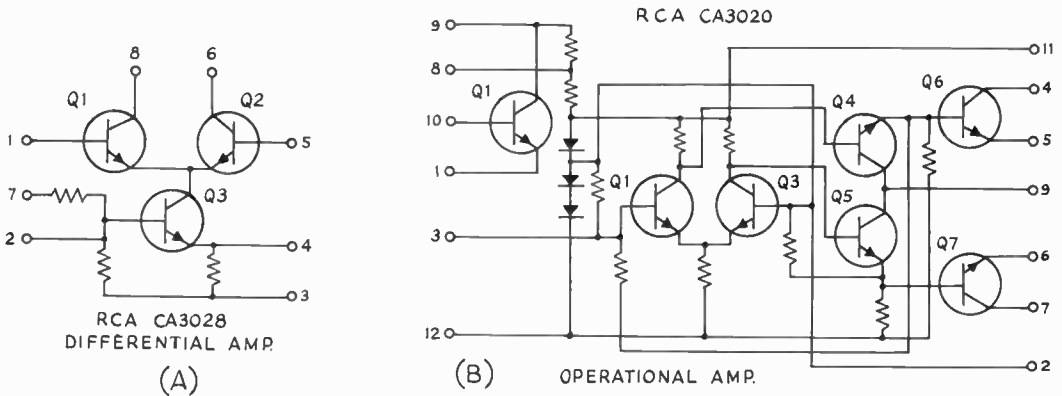 8 6
Q1 Q2
1 5
7 Q3
2 4
3
RCA CA3028
DIFFERENTIAL AMP.
(A)
(B) RCA CA3020
9
11
8
Q1 Q4 Q6 4
10
5
1
Q1 Q3 Q5 9
3 Q7 6
7
12
2
OPERATIONAL AMP.